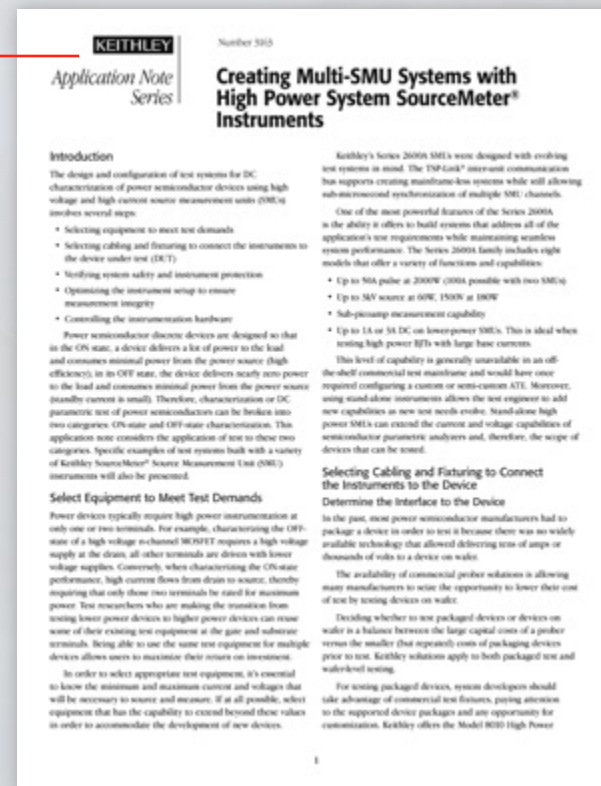 KEITHLEY
Number 3163
Application Note
Series
Creating Multi-SMU Systems with
High Power System SourceMeter®
Instruments
Introduction
The design and configuration of test systems for DC
characterization of power semiconductor devices using high
voltage and high current source measurement units (SMUs)
involves several steps:
• Selecting equipment to meet test demands
• Selecting cabling and fixturing to connect the instruments to
the device under test (DUT)
• Verifying system safety and instrument protection
• Optimizing the instrument setup to ensure
measurement integrity
• Controlling the instrumentation hardware
Power semiconductor discrete devices are designed so that
in the ON state, a device delivers a lot of power to the load
and consumes minimal power from the power source (high
efficiency); in its OFF state, the device delivers nearly zero power
to the load and consumes minimal power from the power source
(standby current is small). Therefore, characterization or DC
parametric test of power semiconductors can be broken into
two categories: ON-state and OFF-state characterization. This
application note considers the application of test to these two
categories. Specific examples of test systems built with a variety
of Keithley SourceMeter® Source Measurement Unit (SMU)
instruments will also be presented.
Select Equipment to Meet Test Demands
Power devices typically require high power instrumentation at
only one or two terminals. For example, characterizing the OFF-
state of a high voltage n-channel MOSFET requires a high voltage
supply at the drain; all other terminals are driven with lower
voltage supplies. Conversely, when characterizing the ON-state
performance, high current flows from drain to source, thereby
requiring that only those two terminals be rated for maximum
power. Test researchers who are making the transition from
testing lower power devices to higher power devices can reuse
some of their existing test equipment at the gate and substrate
terminals. Being able to use the same test equipment for multiple
devices allows users to maximize their return on investment.
In order to select appropriate test equipment, it's essential
to know the minimum and maximum current and voltages that
will be necessary to source and measure. If at all possible, select
equipment that has the capability to extend beyond these values
in order to accommodate the development of new devices.
Keithley's Series 2600A SMUs were designed with evolving
test systems in mind. The TSP-Link® inter-unit communication
bus supports creating mainframe-less systems while still allowing
sub-microsecond synchronization of multiple SMU channels.
One of the most powerful features of the Series 2600A
is the ability it offers to build systems that address all of the
application's test requirements while maintaining seamless
system performance. The Series 2600A family includes eight
models that offer a variety of functions and capabilities:
• Up to 50A pulse at 2000W (100A possible with two SMUs)
• Up to 3kV source at 60W, 1500V at 180W
• Sub-picoamp measurement capability
• Up to 1A or 3A DC on lower-power SMUs. This is ideal when
testing high power BJTs with large base currents.
This level of capability is generally unavailable in an off-
the-shelf commercial test mainframe and would have once
required configuring a custom or semi-custom ATE. Moreover,
using stand-alone instruments allows the test engineer to add
new capabilities as new test needs evolve. Stand-alone high
power SMUs can extend the current and voltage capabilities of
semiconductor parametric analyzers and, therefore, the scope of
devices that can be tested.
Selecting Cabling and Fixturing to Connect
the Instruments to the Device
Determine the Interface to the Device
In the past, most power semiconductor manufacturers had to
package a device in order to test it because there was no widely
available technology that allowed delivering tens of amps or
thousands of volts to a device on wafer.
The availability of commercial prober solutions is allowing
many manufacturers to seize the opportunity to lower their cost
of test by testing devices on wafer.
Deciding whether to test packaged devices or devices on
wafer is a balance between the large capital costs of a prober
versus the smaller (but repeated) costs of packaging devices
prior to test. Keithley solutions apply to both packaged test and
wafer-level testing.
For testing packaged devices, system developers should
take advantage of commercial test fixtures, paying attention
to the supported device packages and any opportunity for
customization. Keithley offers the Model 8010 High Power
1